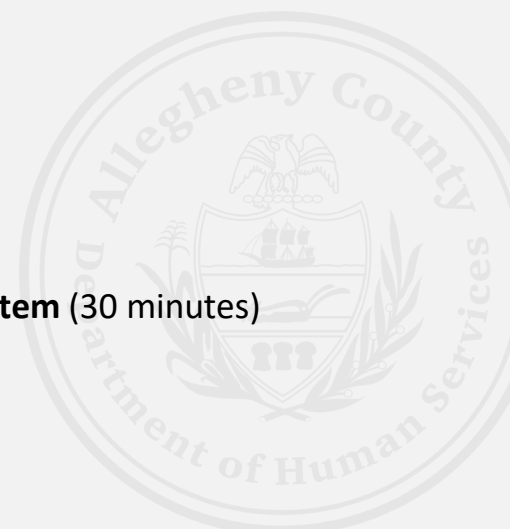 Allegheny County
tem (30 minutes)
Department of Human Services